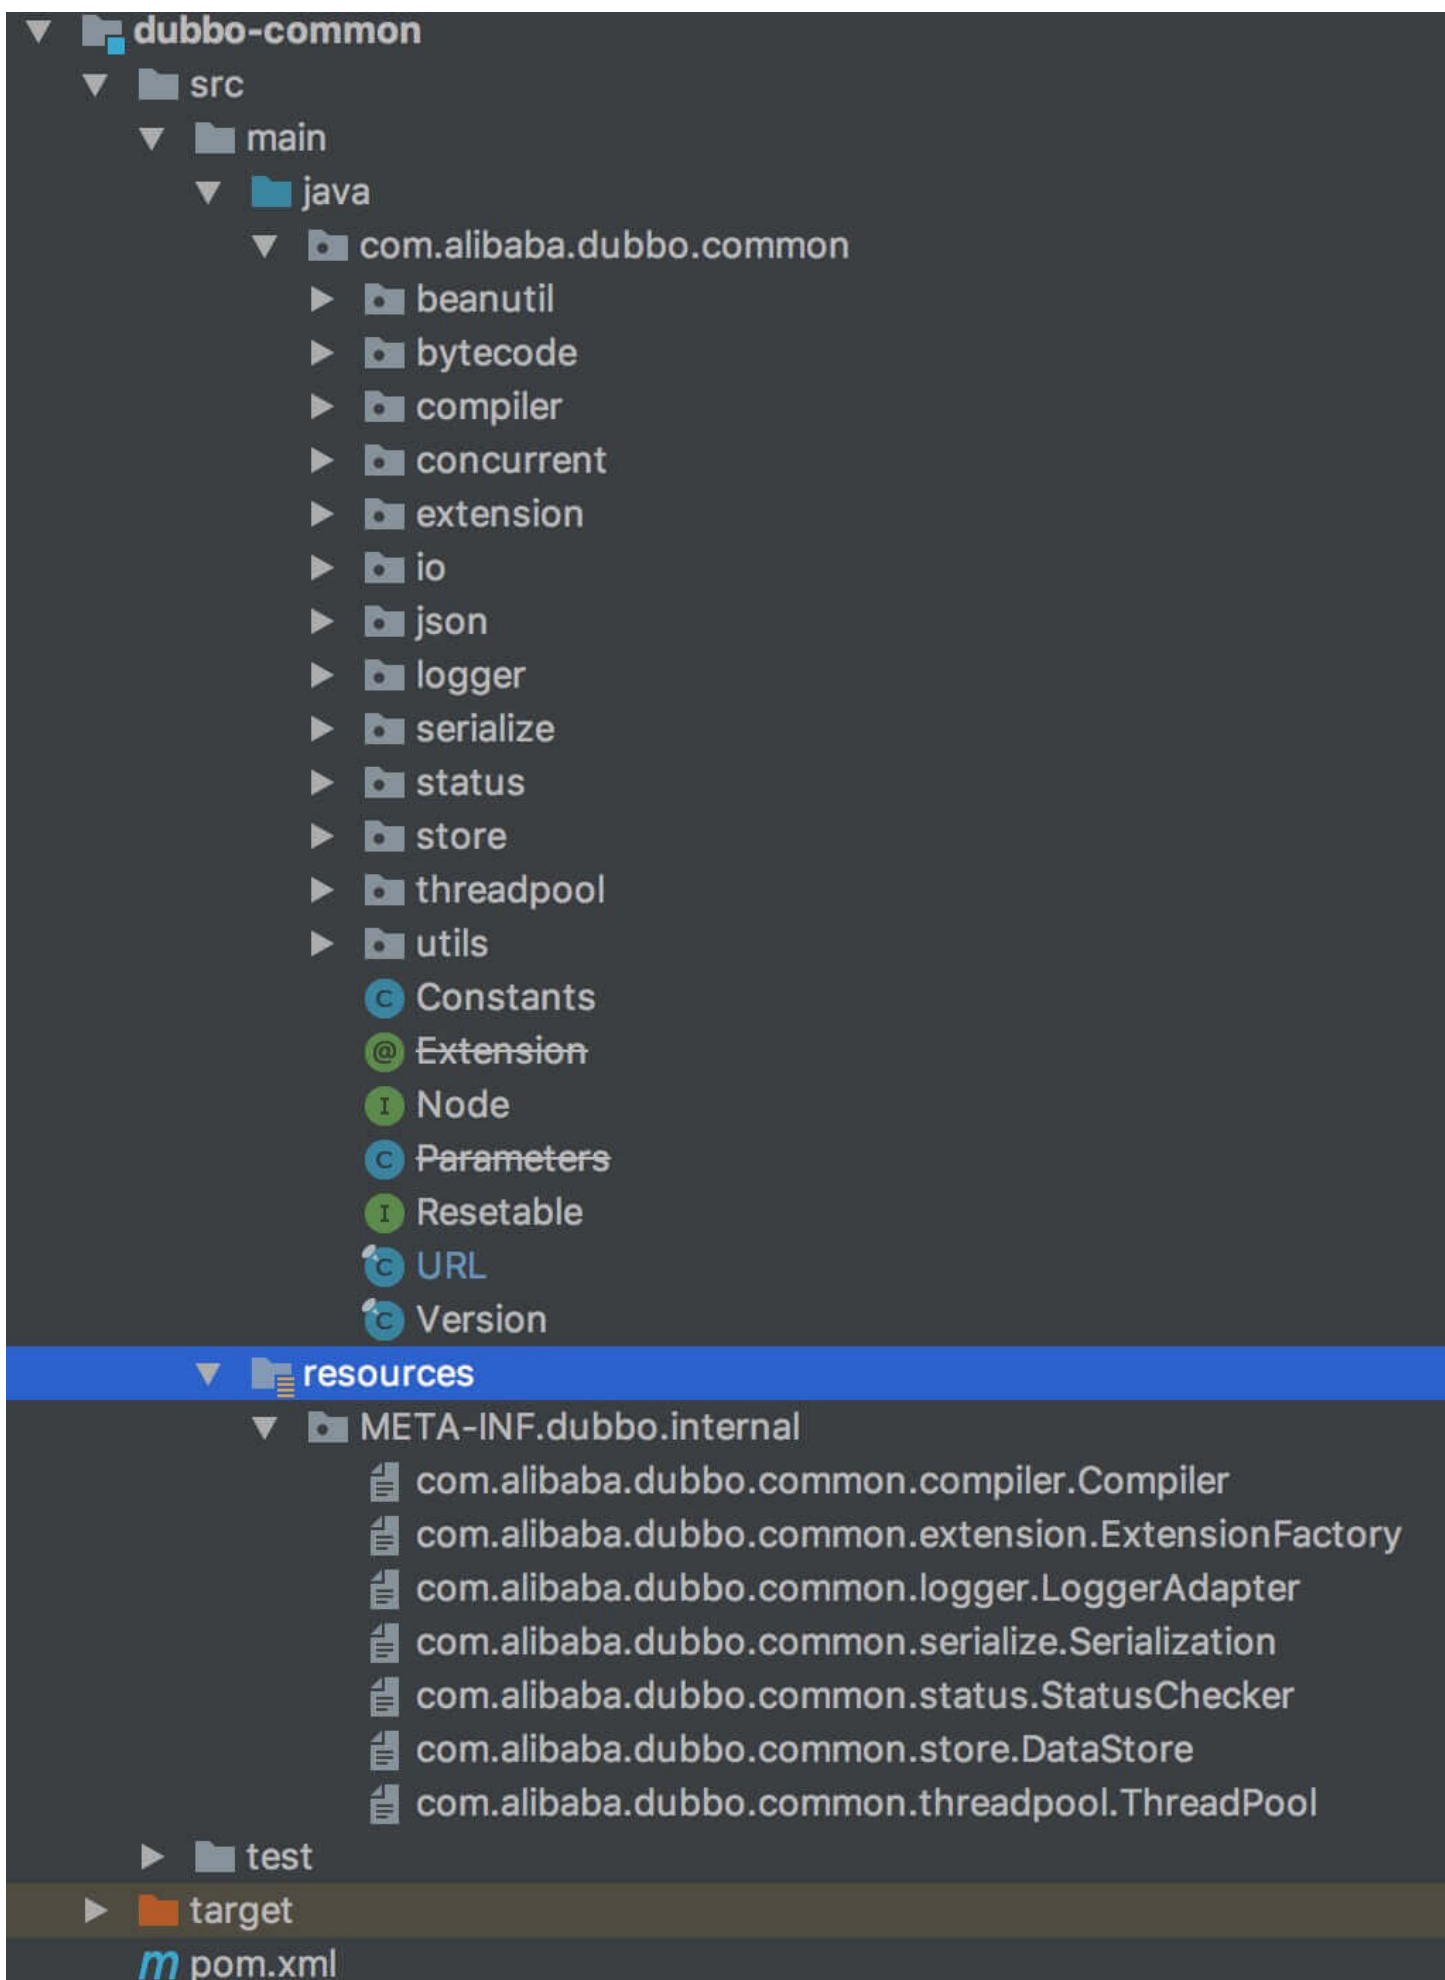 dubbo-common
src
main
java
com.alibaba.dubbo.common
beanutil
bytecode
compiler
concurrent
extension
io
json
logger
serialize
status
store
threadpool
utils
C Constants
@ Extension
I Node
C Parameters
I Resetable
C URL
C Version
resources
META-INF.dubbo.internal
com.alibaba.dubbo.common.compiler.Compiler
com.alibaba.dubbo.common.extension.ExtensionFactory
com.alibaba.dubbo.common.logger.LoggerAdapter
com.alibaba.dubbo.common.serialize.Serialization
com.alibaba.dubbo.common.status.StatusChecker
com.alibaba.dubbo.common.store.DataStore
com.alibaba.dubbo.common.threadpool.ThreadPool
test
target
m pom.xml